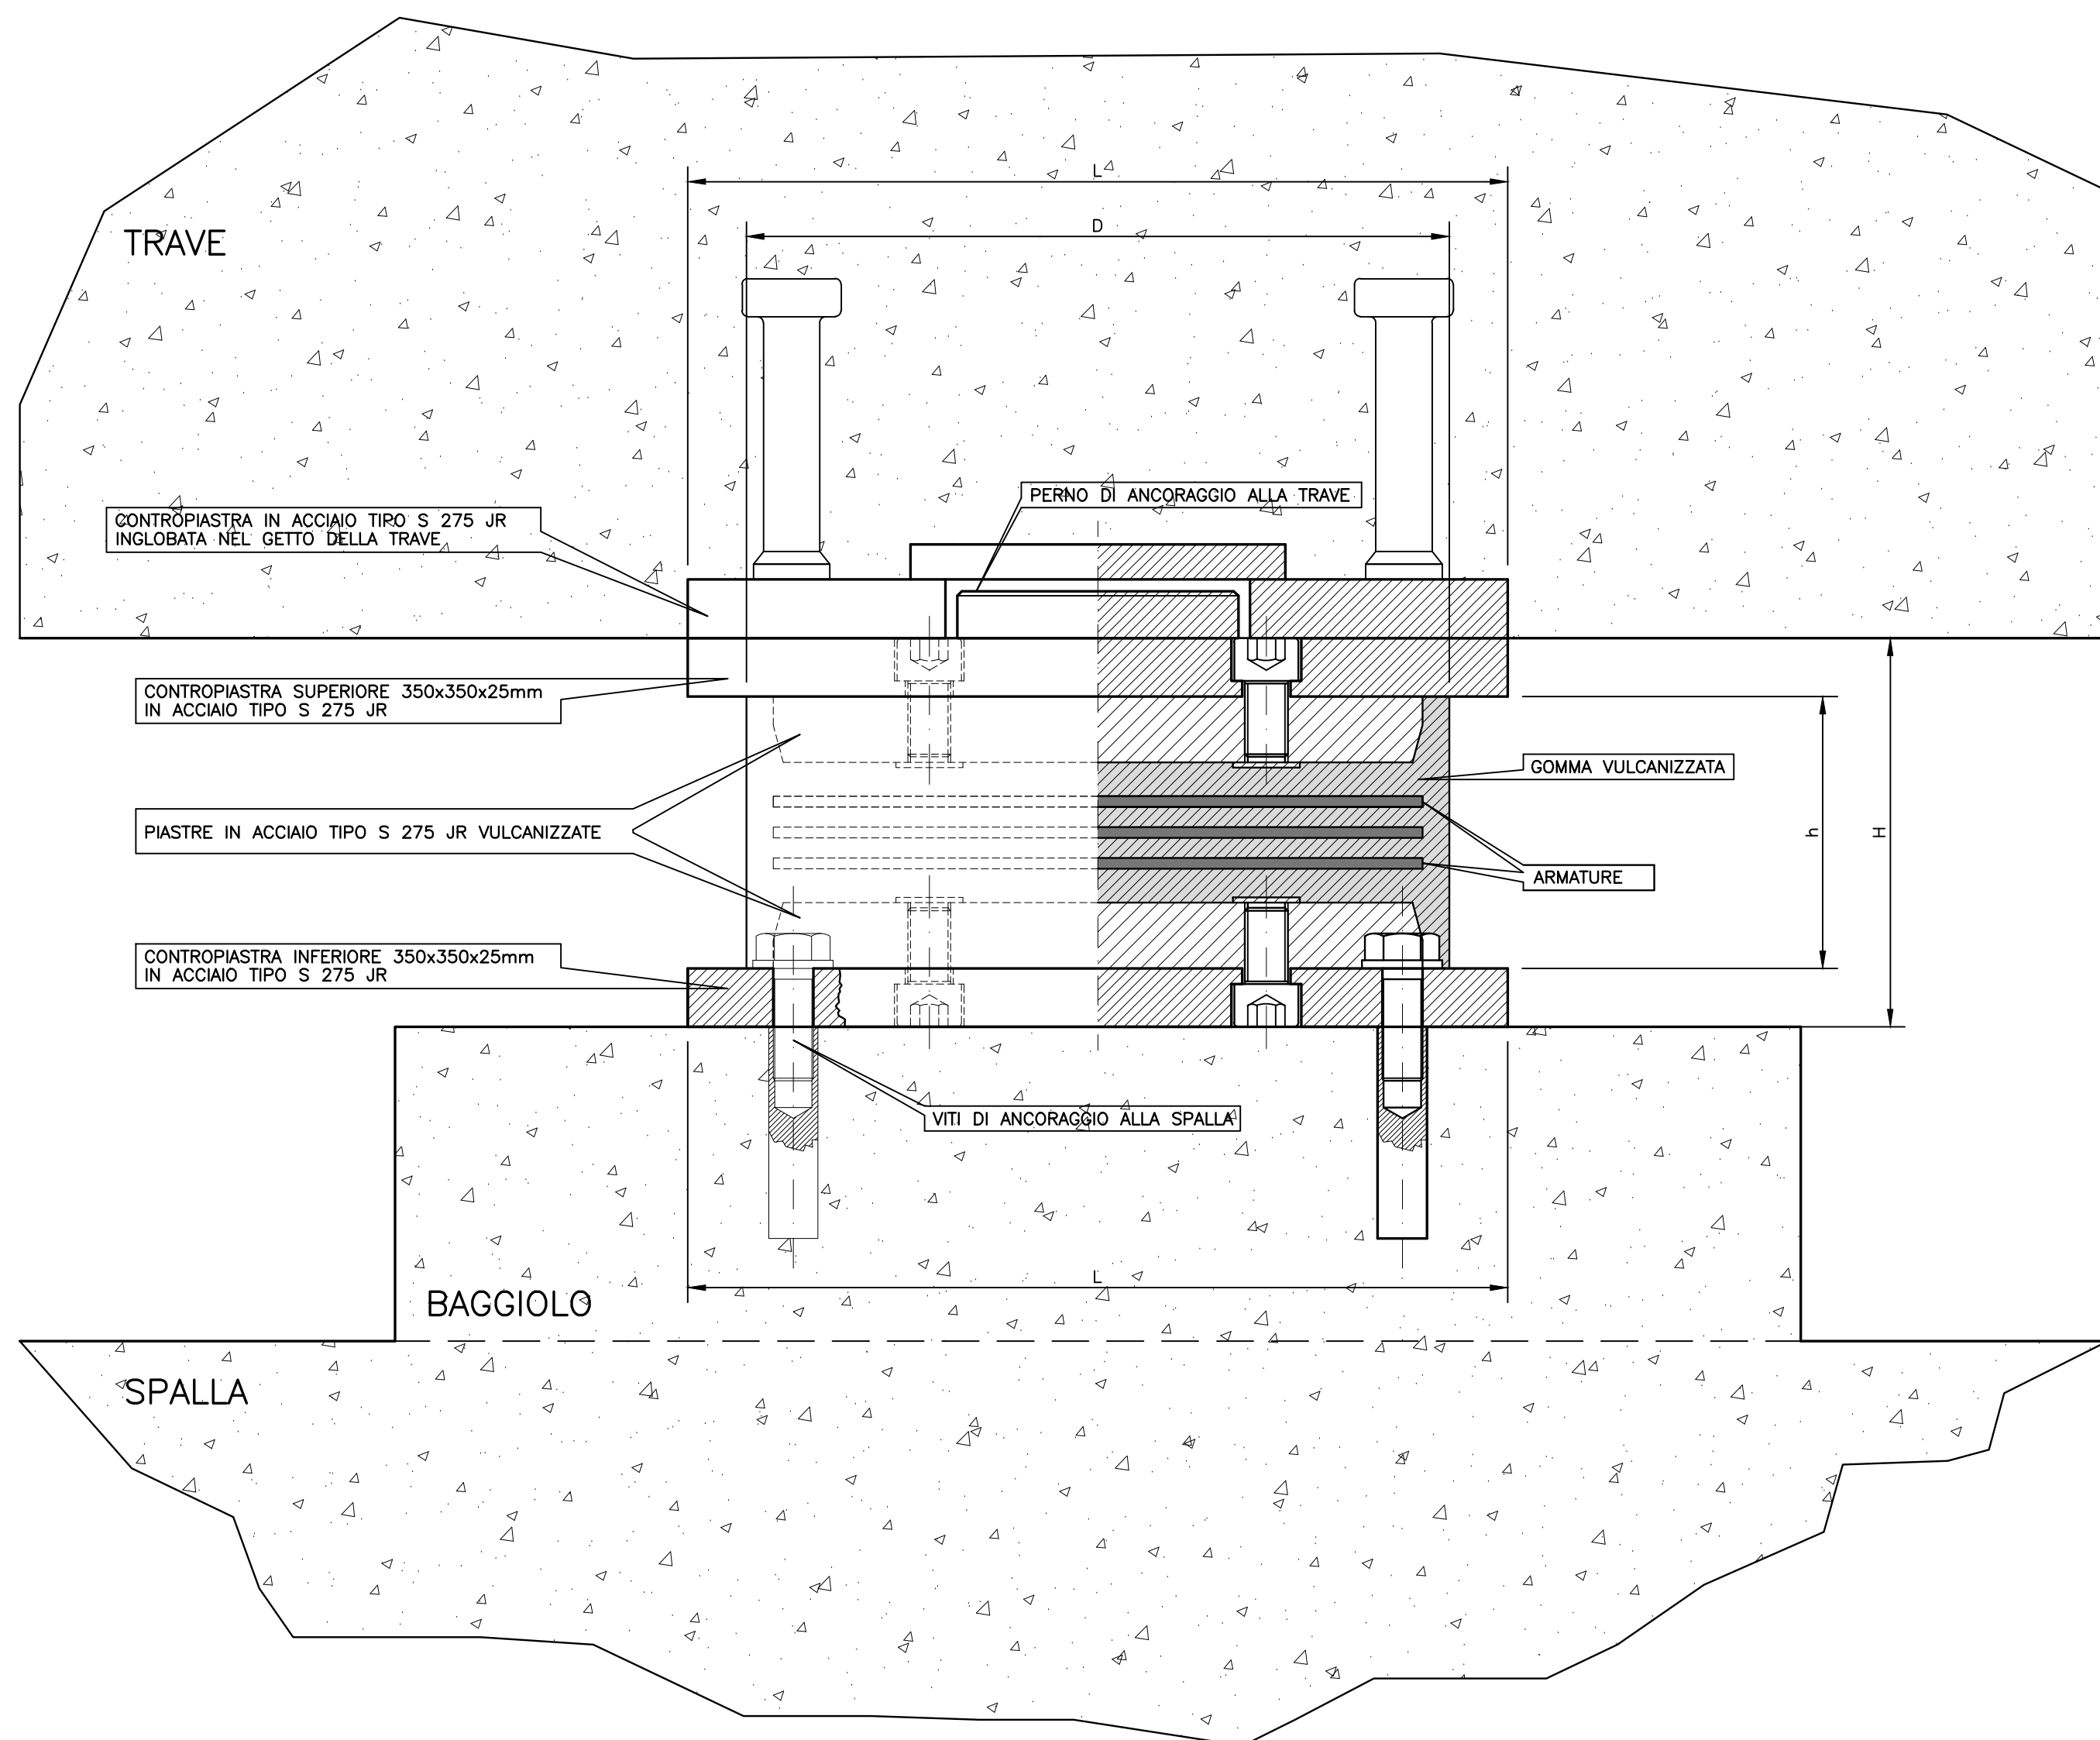 L
D
TRAVE
PERNO DI ANCORAGGIO ALLA TRAVE
CONTROPIASTRA IN ACCIAIO TIPO S 275 JR
INGLOBATA NEL GETTO DELLA TRAVE
CONTROPIASTRA SUPERIORE 350x350x25mm
IN ACCIAIO TIPO S 275 JR
GOMMA VULCANIZZATA
PIASTRE IN ACCIAIO TIPO S 275 JR VULCANIZZATE
h
H
ARMATURE
CONTROPIASTRA INFERIORE 350x350x25mm
IN ACCIAIO TIPO S 275 JR
VITI DI ANCORAGGIO ALLA SPALLA
L
BAGGIOLO
SPALLA